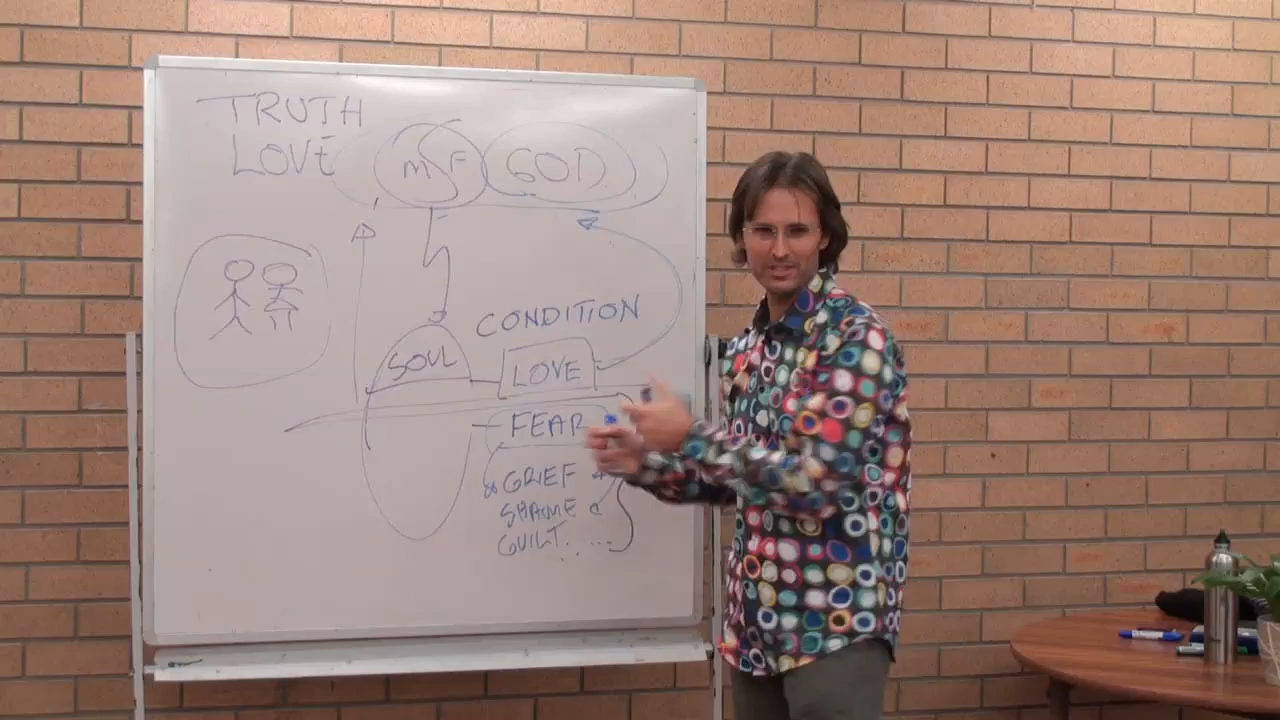 TRUTH
LOVE
M F GOD
CONDITION
SOUL
LOVE
FEAR
GRIEF
SHAME
GUILT. ...